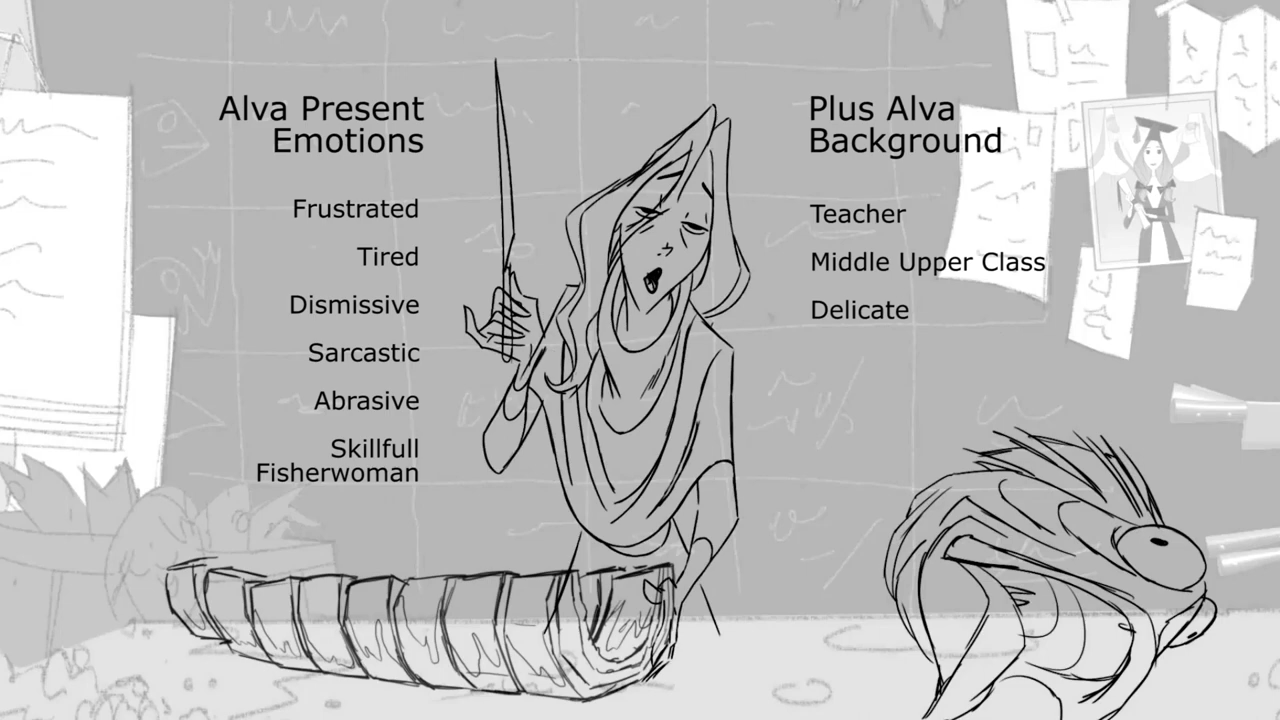 Alva Present
Emotions
Frustrated
Tired
Dismissive
Sarcastic
Abrasive
Skillfull
Fisherwoman
Plus Alva
Background
Teacher
Middle Upper Class
Delicate